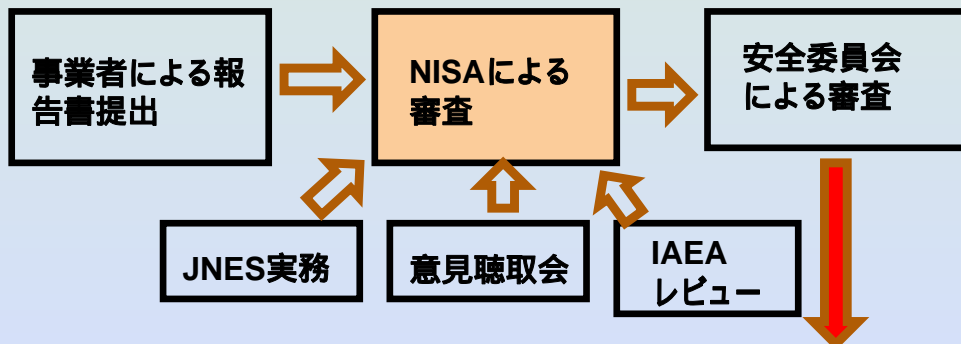 事業者による報
告書提出
NISAによる
審査
安全委員会
による審査
JNES実務
意見聴取会
IAEA
レビュー